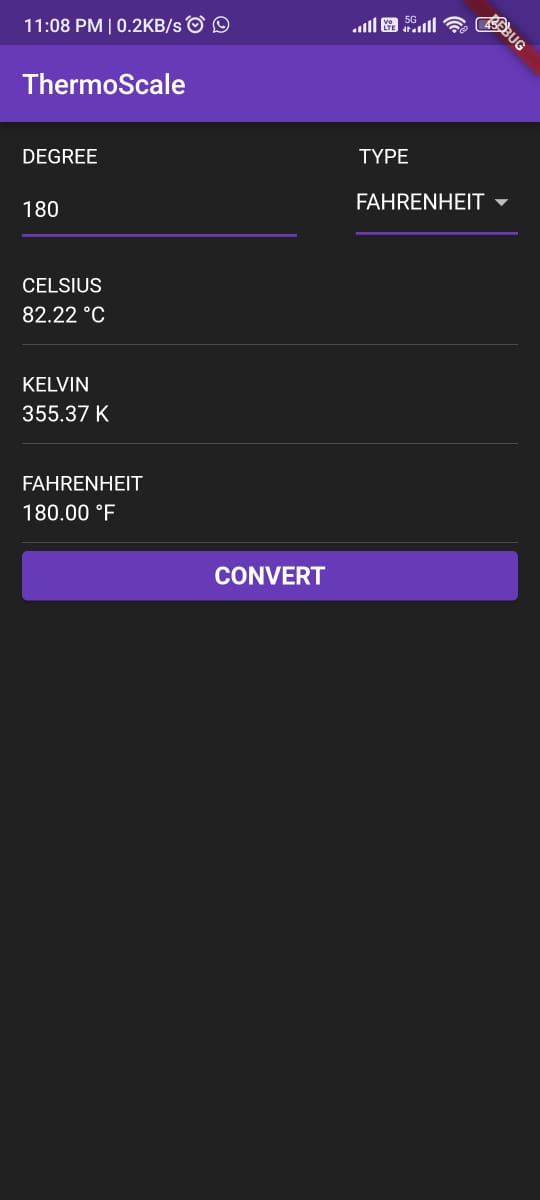 11:08 PM | 0.2KB/s
Vo LTE 5G 45
DEBUG
ThermoScale
DEGREE TYPE
180 FAHRENHEIT
CELSIUS
82.22 °C
KELVIN
355.37 K
FAHRENHEIT
180.00 °F
CONVERT